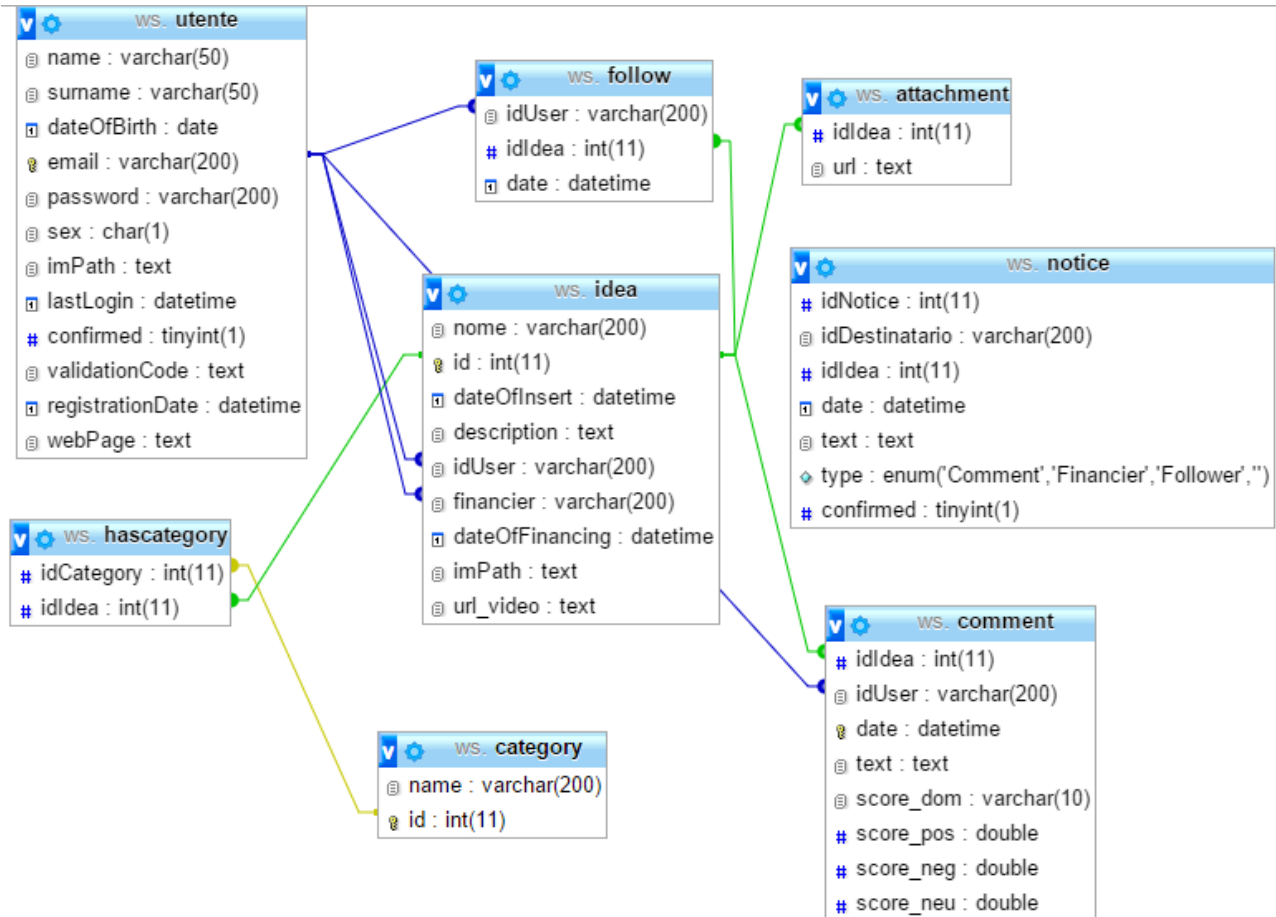 ws. utente
name : varchar(50)
surname : varchar(50)
dateOfBirth : date
email : varchar(200)
password : varchar(200)
sex : char(1)
imPath : text
lastLogin : datetime
confirmed : tinyint(1)
validationCode : text
registrationDate : datetime
webPage : text
ws. follow
idUser : varchar(200)
idIdea : int(11)
date : datetime
ws. attachment
idIdea : int(11)
url : text
ws. idea
nome : varchar(200)
id : int(11)
dateOfInsert : datetime
description : text
idUser : varchar(200)
financier : varchar(200)
dateOfFinancing : datetime
imPath : text
url_video : text
ws. notice
idNotice : int(11)
idDestinatario : varchar(200)
idIdea : int(11)
date : datetime
text : text
type : enum('Comment','Financier','Follower','')
confirmed : tinyint(1)
ws. hascategory
idCategory : int(11)
idIdea : int(11)
ws. category
name : varchar(200)
id : int(11)
ws. comment
idIdea : int(11)
idUser : varchar(200)
date : datetime
text : text
score_dom : varchar(10)
score_pos : double
score_neg : double
score_neu : double